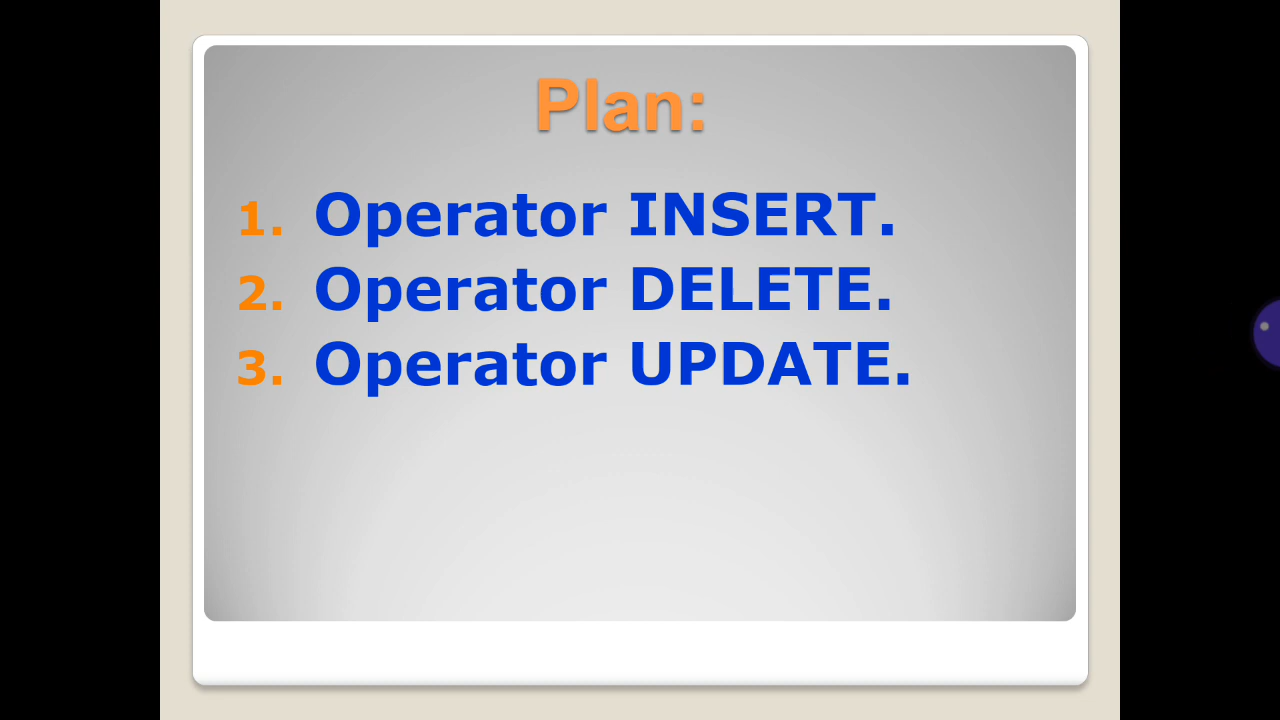 Plan:
1. Operator INSERT.
2. Operator DELETE.
3. Operator UPDATE.